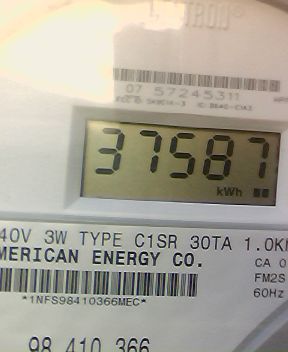 TRON®
07 57245311
37587
kWh
40V 3W TYPE C1SR 30TA 1.0K
MERICAN ENERGY CO.
CA 0
FM2S
60Hz
*1NFS98410366MEC*
98 410 366